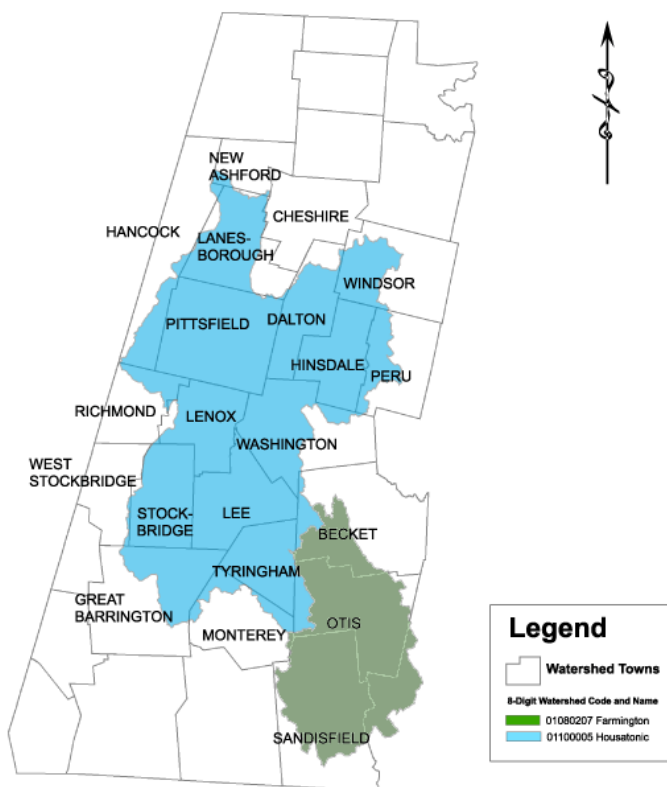 NEW
ASHFORD
CHESHIRE
HANCOCK
LANES-
BOROUGH
WINDSOR
PITTSFIELD
DALTON
HINSDALE
PERU
RICHMOND
LENOX
WASHINGTON
WEST
STOCKBRIDGE
STOCK-
BRIDGE
LEE
BECKET
TYRINGHAM
GREAT
BARRINGTON
OTIS
MONTEREY
SANDISFIELD
Legend
Watershed Towns
8-Digit Watershed Code and Name
01080207 Farmington
01100005 Housatonic